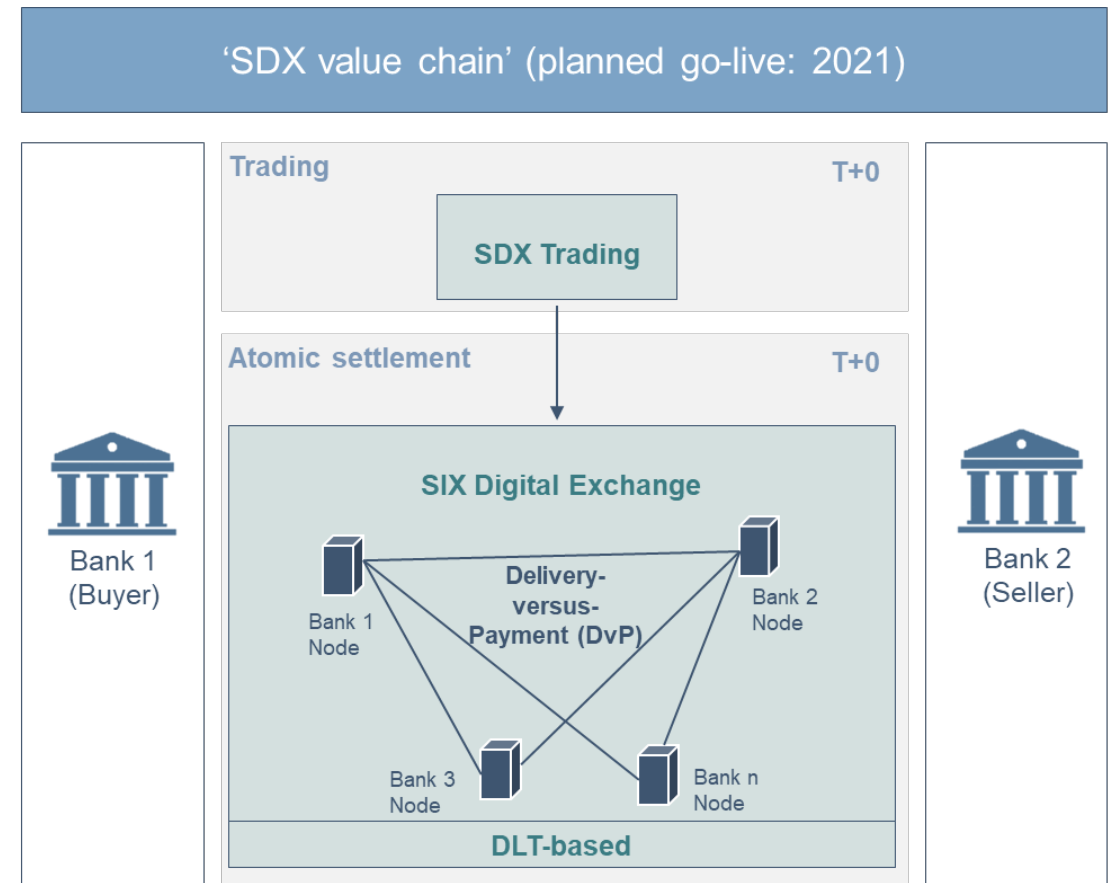 ‘SDX value chain’ (planned go-live: 2021)
Trading
T+0
SDX Trading
Atomic settlement
T+0
SIX Digital Exchange
Bank 1
(Buyer)
Bank 2
(Seller)
Delivery-
versus-
Payment (DvP)
Bank 1
Node
Bank 2
Node
Bank 3
Node
Bank n
Node
DLT-based